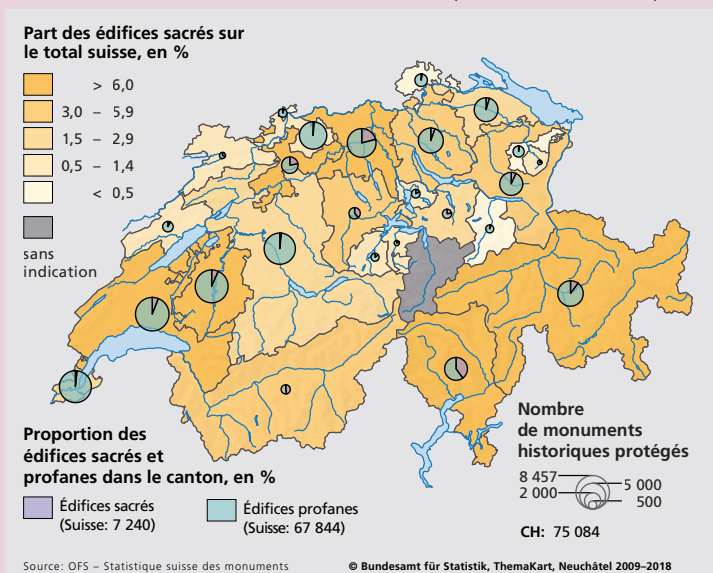 Part des édifices sacrés sur
le total suisse, en %
> 6,0
3,0 – 5,9
1,5 – 2,9
0,5 – 1,4
< 0,5
sans
indication
Proportion des
édifices sacrés et
profanes dans le canton, en %
Édifices sacrés
(Suisse: 7 240)
Édifices profanes
(Suisse: 67 844)
Nombre
de monuments
historiques protégés
8 457
5 000
2 000
500
CH: 75 084
Source: OFS – Statistique suisse des monuments
© Bundesamt für Statistik, ThemaKart, Neuchâtel 2009–2018